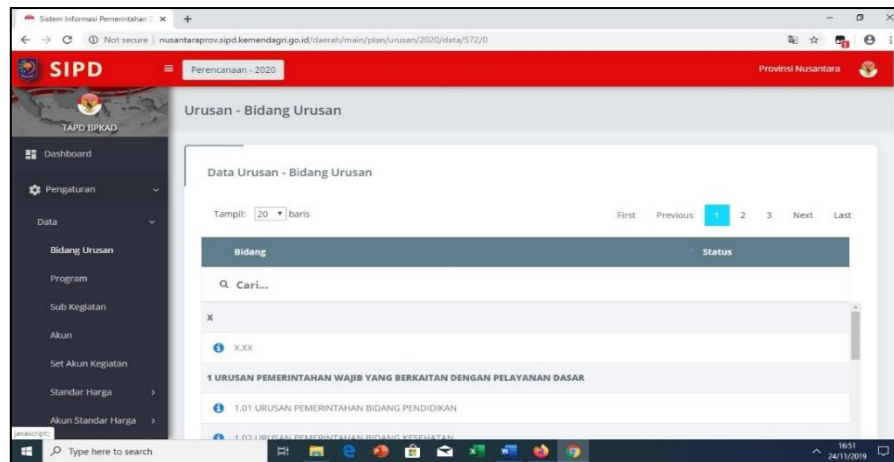 Sistem Informasi Pemerintahan D
Not secure | nusantaraprov.sipd.kemendagri.go.id/daerah/main/plan/urusan/2020/data/572/0
SIPD
Perencanaan - 2020
Provinsi Nusantara
TAPD BPKAD
Urusan - Bidang Urusan
Dashboard
Pengaturan
Data
Bidang Urusan
Program
Sub Kegiatan
Akun
Set Akun Kegiatan
Standar Harga
Akun Standar Harga
Data Urusan - Bidang Urusan
Tampil: 20 baris
First Previous 1 2 3 Next Last
Bidang Status
Cari...
X
X.XX
1 URUSAN PEMERINTAHAN WAJIB YANG BERKAITAN DENGAN PELAYANAN DASAR
1.01 URUSAN PEMERINTAHAN BIDANG PENDIDIKAN
1.02 URUSAN PEMERINTAHAN BIDANG KESEHATAN
javascript:;
Type here to search
16:51
24/11/2019